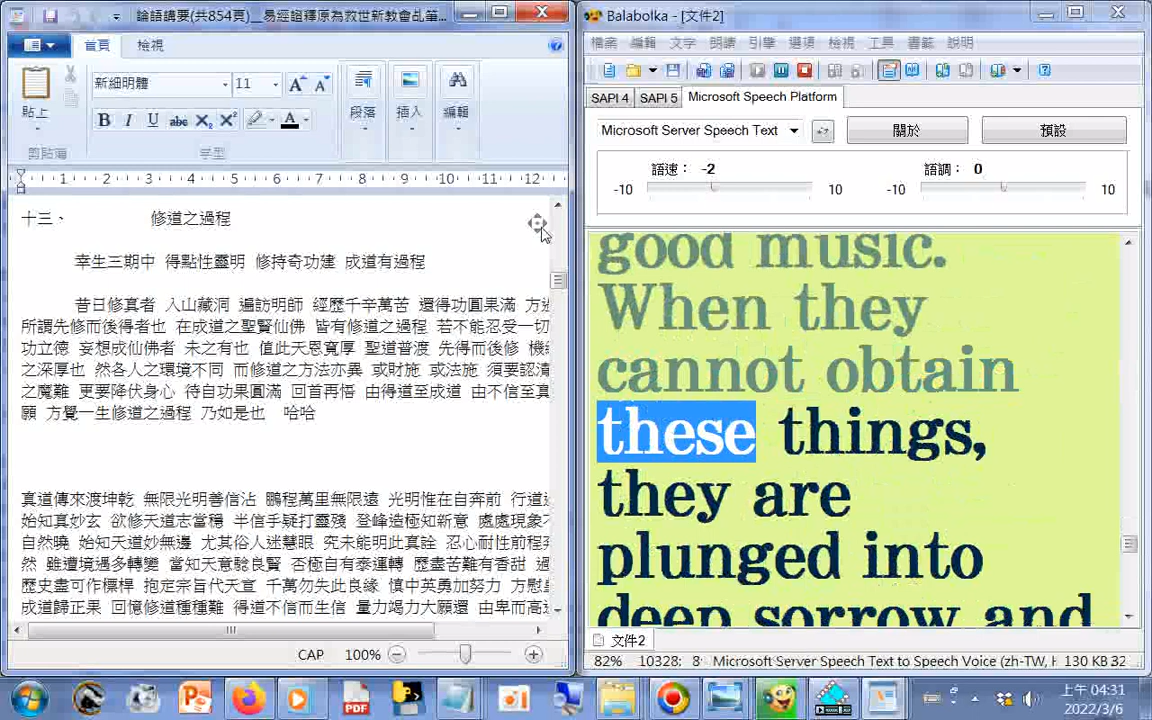 論語講要(共854頁)__易經證釋原為救世新教會乩筆...
首頁
檢視
貼上
新細明體
11
剪貼簿
字型
段落
插入
編輯
1 2 3 4 5 6 7 8 9 10 11 12
十三、 修道之過程
幸生三期中 得點性靈明 修持奇功建 成道有過程
昔日修真者 入山藏洞 遍訪明師 經歷千辛萬苦 還得功圓果滿 方
所謂先修而後得者也 在成道之聖賢仙佛 皆有修道之過程 若不能忍受一切
功立德 妄想成仙佛者 未之有也 值此天恩寬厚 聖道普渡 先得而後修 機
之深厚也 然各人之環境不同 而修道之方法亦異 或財施 或法施 須要認清
之魔難 更要降伏身心 待自功果圓滿 回首再悟 由得道至成道 由不信至真
願 方覺一生修道之過程 乃如是也 哈哈
真道傳來渡坤乾 無限光明善信沾 鵬程萬里無限遠 光明惟在自奔前 行道
始知真妙玄 欲修天道志當穩 半信半疑打靈殘 登峰造極知新意 處處現象
自然曉 始知天道妙無邊 尤其俗人迷慧眼 究未能明此真詮 忍心耐性前程
然 雖遭境遇多轉變 當知天意驗良賢 否極自有泰運轉 歷盡苦難有香甜
歷史盡可作標桿 抱定宗旨代天宣 千萬勿失此良緣 慎中英勇加努力 方慰
成道歸正果 回憶修道種種難 得道不信而生信 量力竭力大願還 由卑而高
CAP 100%
Balabolka - [文件2]
檔案 編輯 文字 朗讀 引擎 選項 檢視 工具 書籤 說明
SAPI 4 SAPI 5 Microsoft Speech Platform
Microsoft Server Speech Text
關於
預設
語速： -2
語調： 0
-10 10 -10 10
good music.
When they
cannot obtain
these things,
they are
plunged into
deep sorrow and
文件2
82% 10328: 8 Microsoft Server Speech Text to Speech Voice (zh-TW, H 130 KB 32
上午 04:31
2022/3/6